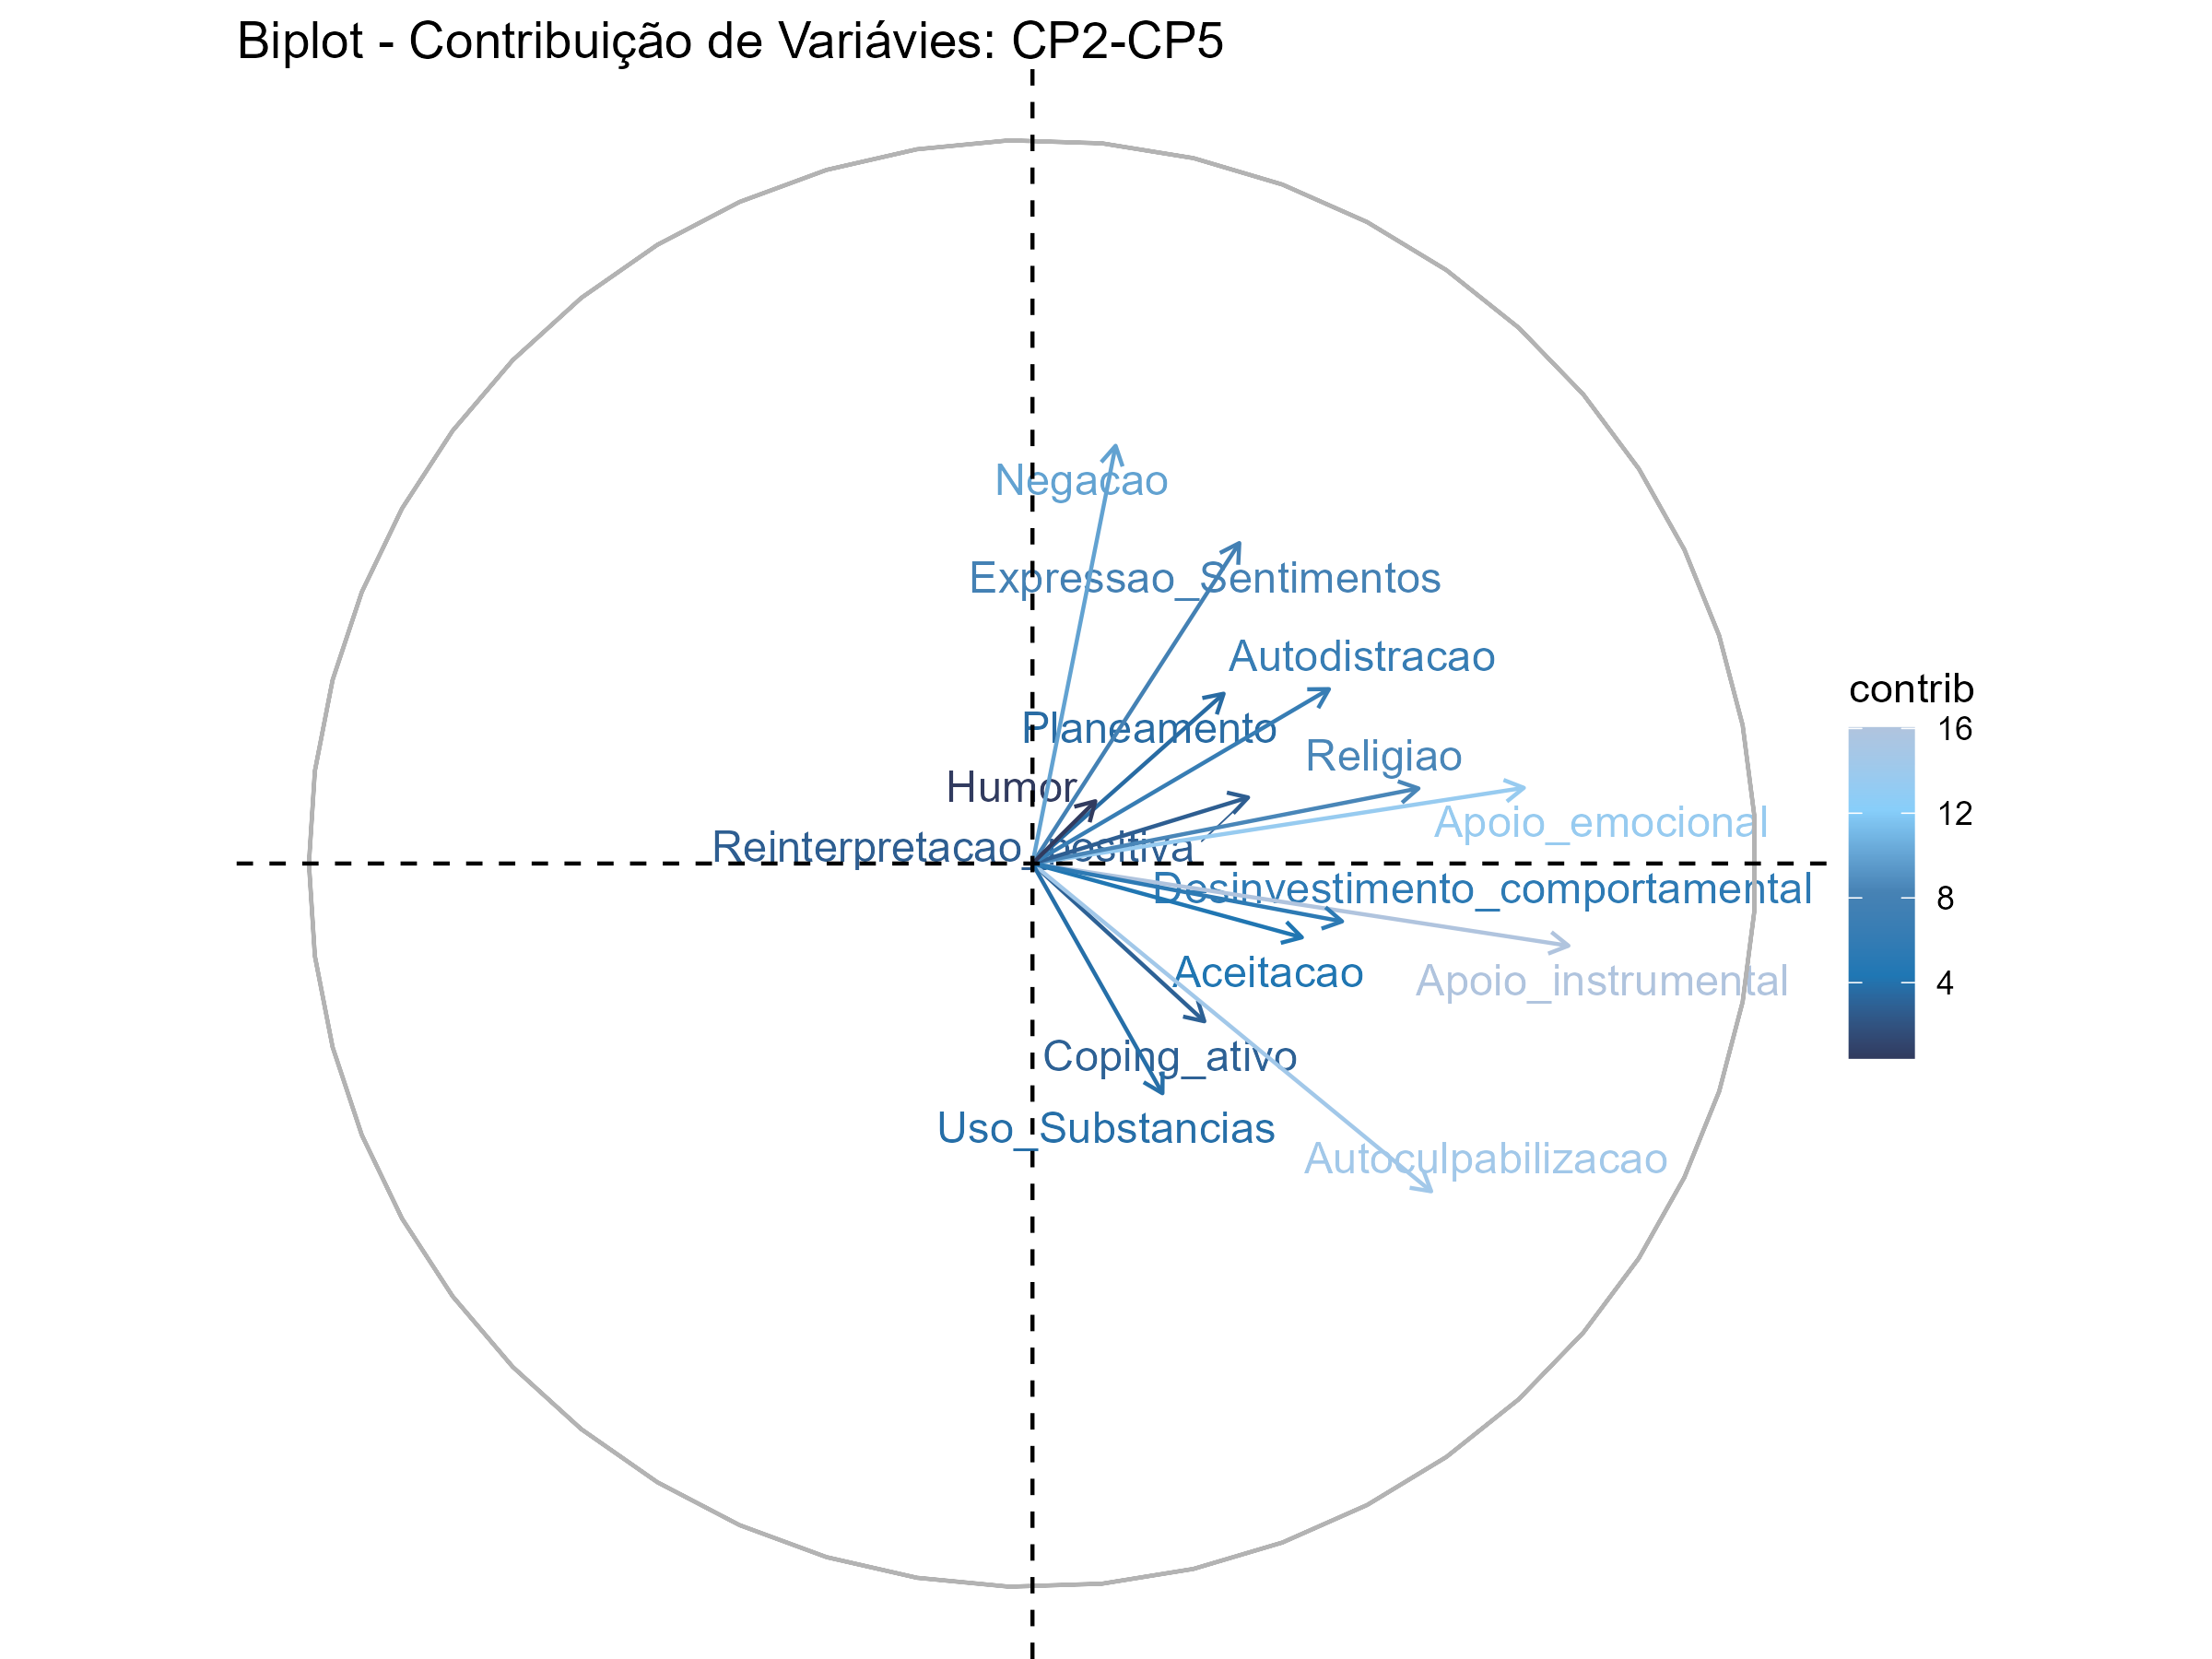 Biplot - Contribuição de Variávies: CP2-CP5
Negacao
Expressao_Sentimentos
Autodistracao
Planeamento
Religiao
Humor
Apoio_emocional
Reinterpretacao_positiva
Desinvestimento_comportamental
Aceitacao
Apoio_instrumental
Coping_ativo
Uso_Substancias
Autoculpabilizacao
contrib
16
12
8
4